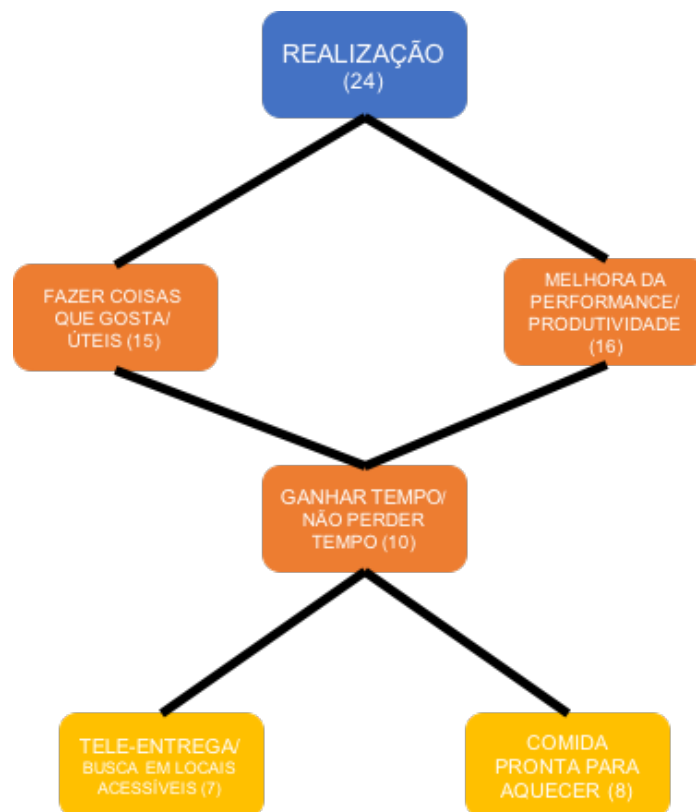 REALIZAÇÃO
(24)
FAZER COISAS
QUE GOSTA/
ÚTEIS (15)
MELHORA DA
PERFORMANCE/
PRODUTIVIDADE
(16)
GANHAR TEMPO/
NÃO PERDER
TEMPO (10)
TELE-ENTREGA/
BUSCA EM LOCAIS
ACESSÍVEIS (7)
COMIDA
PRONTA PARA
AQUECER (8)